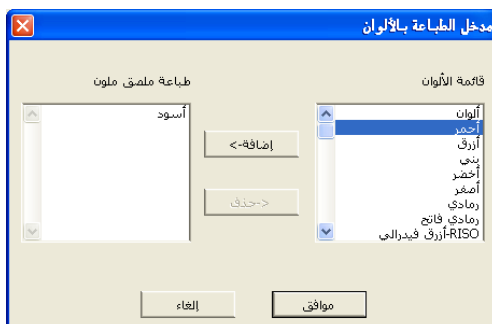 مدخل الطباعة بالألوان
قائمة الألوان
ألوان
أحمر
أزرق
بني
أخضر
أصفر
رمادي
رمادي فاتح
RISO-أزرق فيدرالي
إضافة->
<-حذف
طباعة ملصق ملون
أسود
موافق
إلغاء